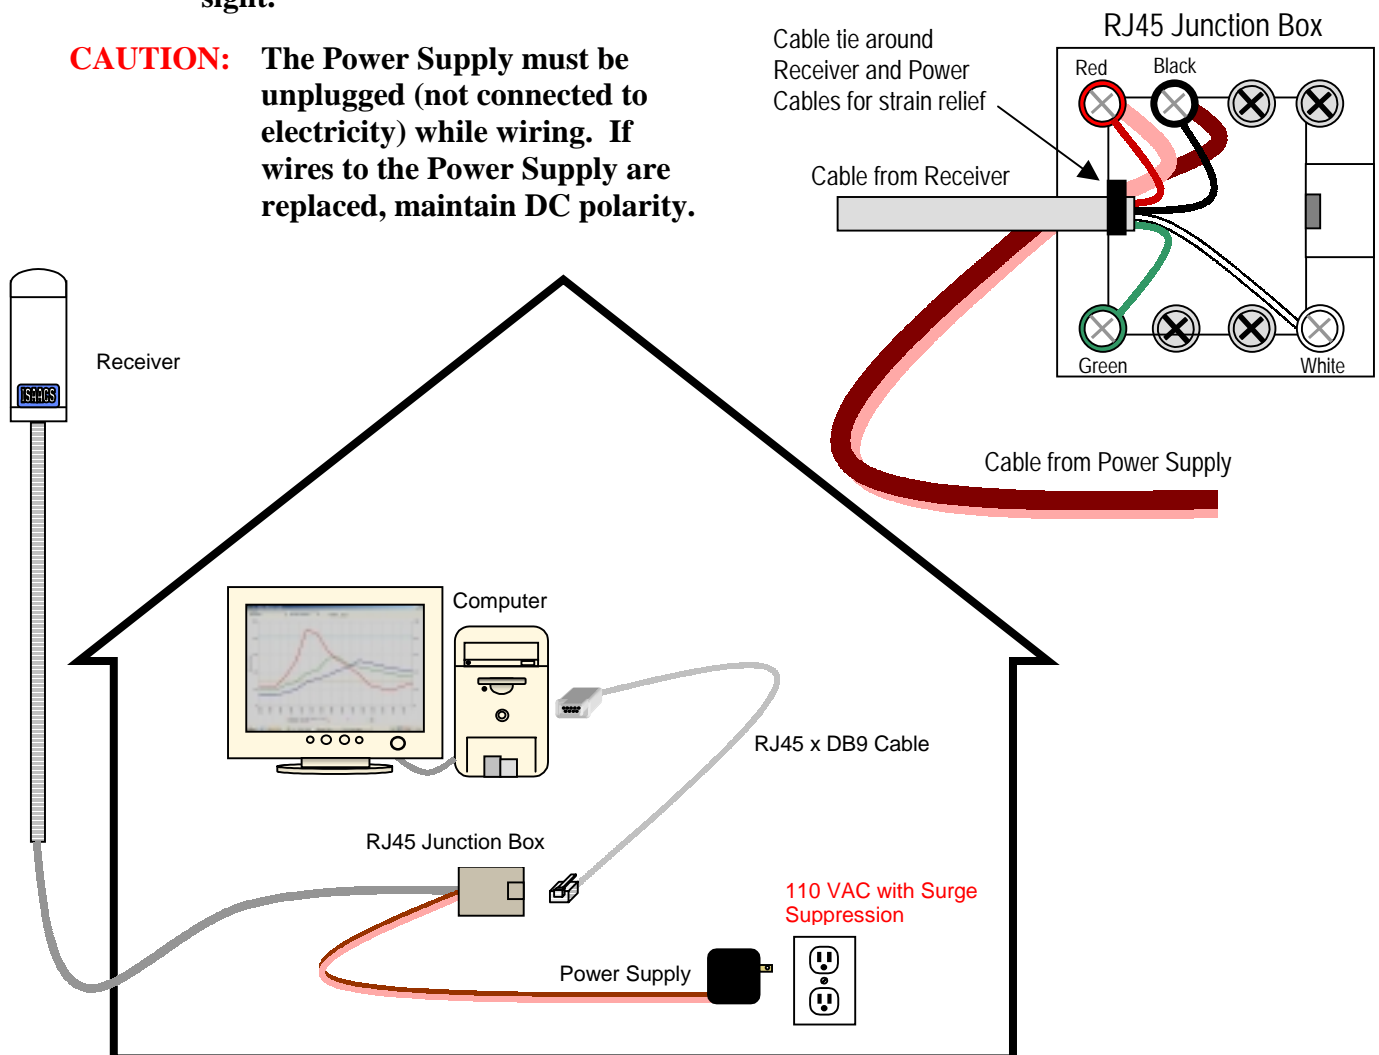 sight.
CAUTION: The Power Supply must be
unplugged (not connected to
electricity) while wiring. If
wires to the Power Supply are
replaced, maintain DC polarity.
Cable tie around
Receiver and Power
Cables for strain relief
RJ45 Junction Box
Red
Black
Cable from Receiver
Green
White
Cable from Power Supply
Receiver
ISAACS
Computer
RJ45 x DB9 Cable
RJ45 Junction Box
110 VAC with Surge
Suppression
Power Supply